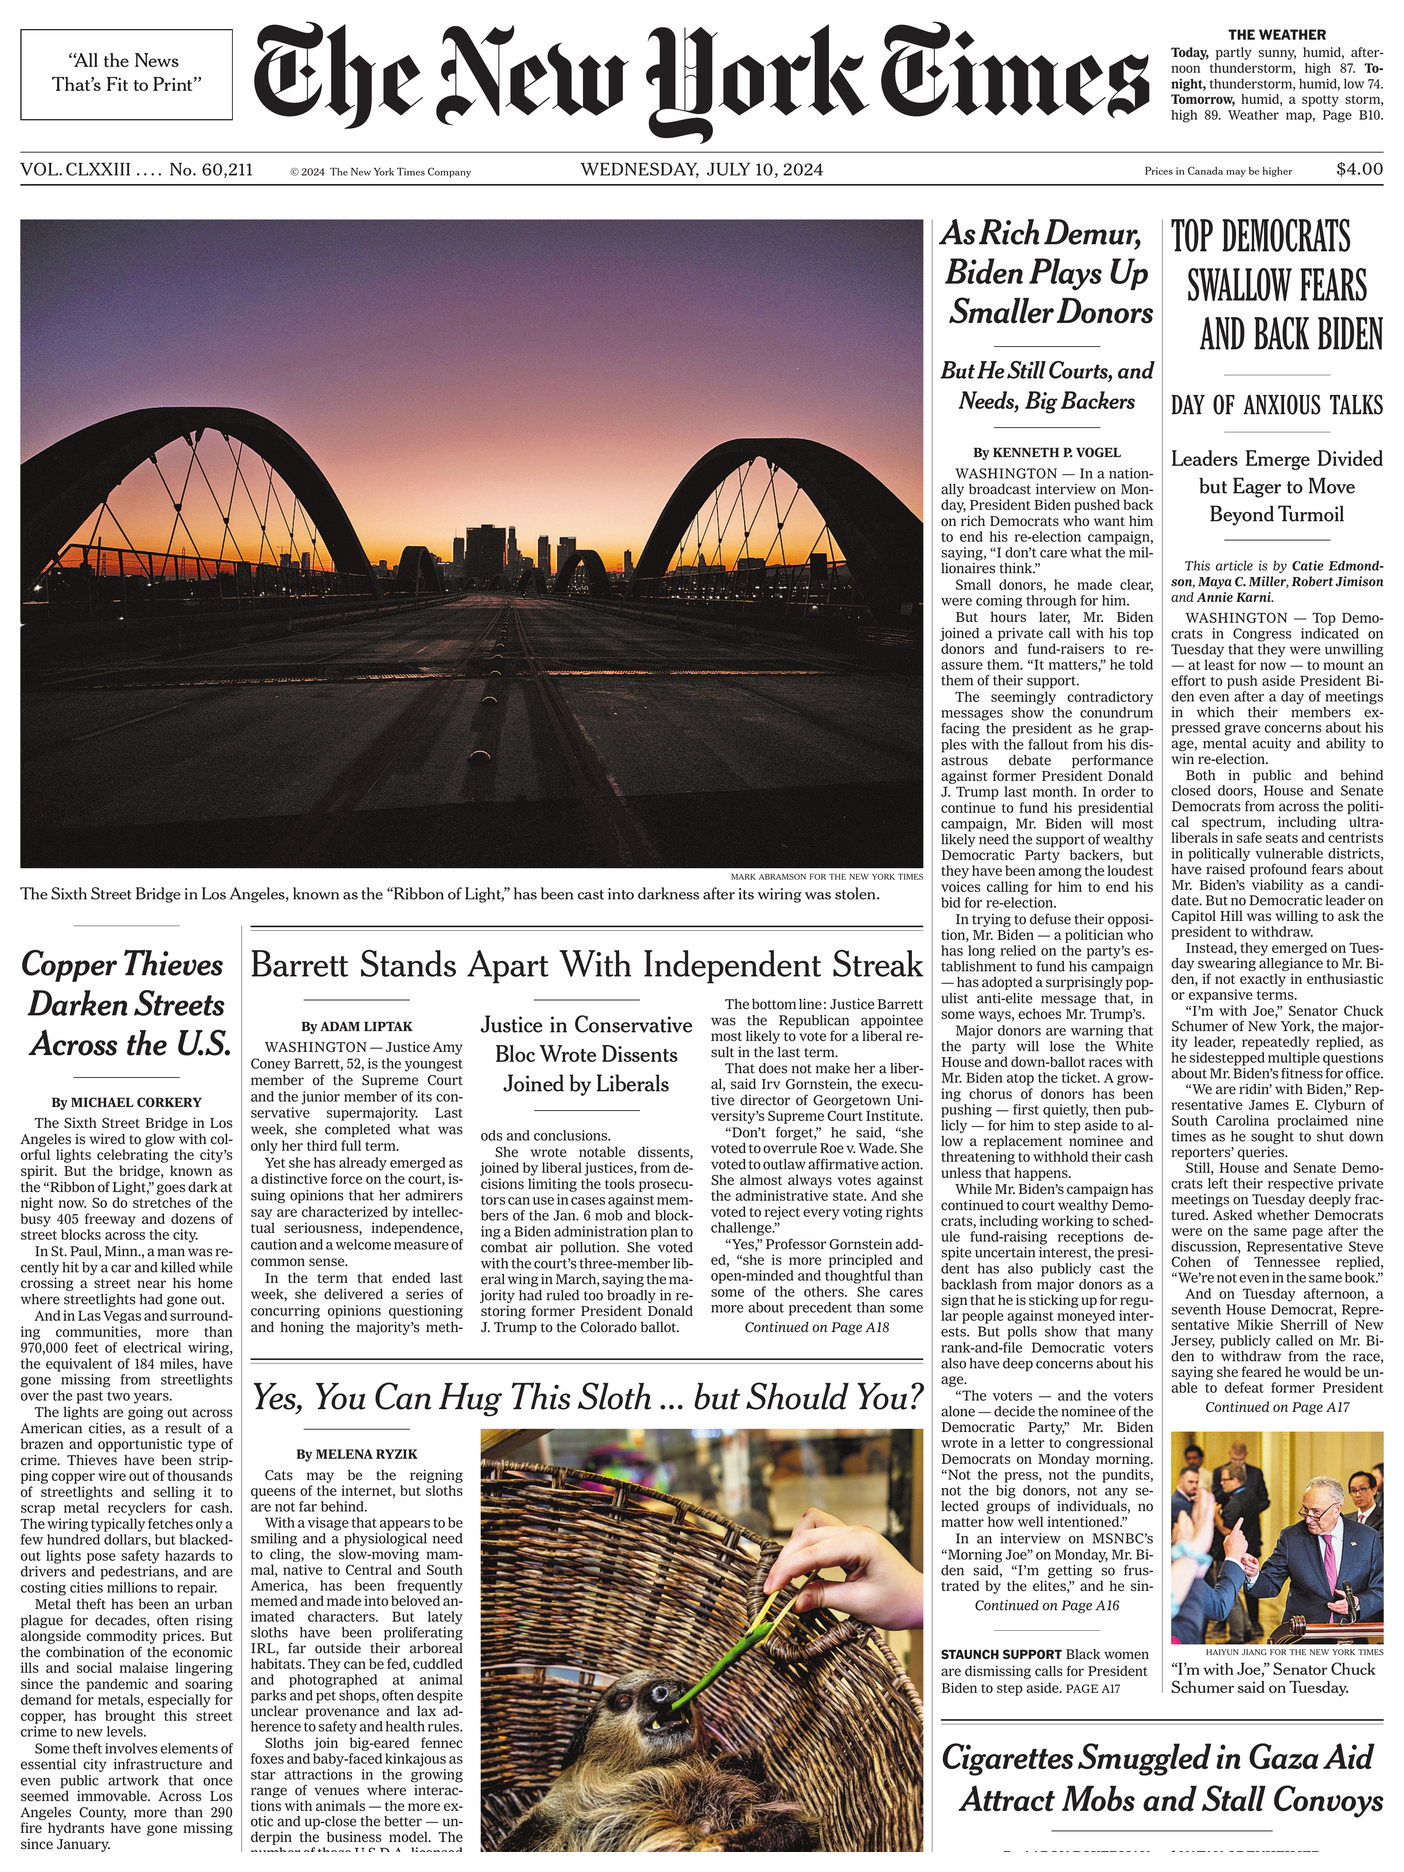 “All the News
That’s Fit to Print”
The New York Times
THE WEATHER
Today, partly sunny, humid, after-
noon thunderstorm, high 87. To-
night, thunderstorm, humid, low 74.
Tomorrow, humid, a spotty storm,
high 89. Weather map, Page B10.
VOL. CLXXIII .... No. 60,211
© 2024 The New York Times Company
WEDNESDAY, JULY 10, 2024
Prices in Canada may be higher
$4.00
MARK ABRAMSON FOR THE NEW YORK TIMES
The Sixth Street Bridge in Los Angeles, known as the “Ribbon of Light,” has been cast into darkness after its wiring was stolen.
Copper Thieves
Darken Streets
Across the U.S.
By MICHAEL CORKERY
The Sixth Street Bridge in Los
Angeles is wired to glow with col-
orful lights celebrating the city’s
spirit. But the bridge, known as
the “Ribbon of Light,” goes dark at
night now. So do stretches of the
busy 405 freeway and dozens of
street blocks across the city.
In St. Paul, Minn., a man was re-
cently hit by a car and killed while
crossing a street near his home
where streetlights had gone out.
And in Las Vegas and surround-
ing communities, more than
970,000 feet of electrical wiring,
the equivalent of 184 miles, have
gone missing from streetlights
over the past two years.
The lights are going out across
American cities, as a result of a
brazen and opportunistic type of
crime. Thieves have been strip-
ping copper wire out of thousands
of streetlights and selling it to
scrap metal recyclers for cash.
The wiring typically fetches only a
few hundred dollars, but blacked-
out lights pose safety hazards to
drivers and pedestrians, and are
costing cities millions to repair.
Metal theft has been an urban
plague for decades, often rising
alongside commodity prices. But
the combination of the economic
ills and social malaise lingering
since the pandemic and soaring
demand for metals, especially for
copper, has brought this street
crime to new levels.
Some theft involves elements of
essential city infrastructure and
even public artwork that once
seemed immovable. Across Los
Angeles County, more than 290
fire hydrants have gone missing
since January.
Barrett Stands Apart With Independent Streak
By ADAM LIPTAK
WASHINGTON — Justice Amy
Coney Barrett, 52, is the youngest
member of the Supreme Court
and the junior member of its con-
servative supermajority. Last
week, she completed what was
only her third full term.
Yet she has already emerged as
a distinctive force on the court, is-
suing opinions that her admirers
say are characterized by intellec-
tual seriousness, independence,
caution and a welcome measure of
common sense.
In the term that ended last
week, she delivered a series of
concurring opinions questioning
and honing the majority’s meth-
Justice in Conservative
Bloc Wrote Dissents
Joined by Liberals
ods and conclusions.
She wrote notable dissents,
joined by liberal justices, from de-
cisions limiting the tools prosecu-
tors can use in cases against mem-
bers of the Jan. 6 mob and block-
ing a Biden administration plan to
combat air pollution. She voted
with the court’s three-member lib-
eral wing in March, saying the ma-
jority had ruled too broadly in re-
storing former President Donald
J. Trump to the Colorado ballot.
The bottom line: Justice Barrett
was the Republican appointee
most likely to vote for a liberal re-
sult in the last term.
That does not make her a liber-
al, said Irv Gornstein, the execu-
tive director of Georgetown Uni-
versity’s Supreme Court Institute.
“Don’t forget,” he said, “she
voted to overrule Roe v. Wade. She
voted to outlaw affirmative action.
She almost always votes against
the administrative state. And she
voted to reject every voting rights
challenge.”
“Yes,” Professor Gornstein add-
ed, “she is more principled and
open-minded and thoughtful than
some of the others. She cares
more about precedent than some
Continued on Page A18
Yes, You Can Hug This Sloth ... but Should You?
By MELENA RYZIK
Cats may be the reigning
queens of the internet, but sloths
are not far behind.
With a visage that appears to be
smiling and a physiological need
to cling, the slow-moving mam-
mal, native to Central and South
America, has been frequently
memed and made into beloved an-
imated characters. But lately
sloths have been proliferating
IRL, far outside their arboreal
habitats. They can be fed, cuddled
and photographed at animal
parks and pet shops, often despite
unclear provenance and lax ad-
herence to safety and health rules.
Sloths join big-eared fennec
foxes and baby-faced kinkajous as
star attractions in the growing
range of venues where interac-
tions with animals — the more ex-
otic and up-close the better — un-
derpin the business model. The
As Rich Demur,
Biden Plays Up
Smaller Donors
But He Still Courts, and
Needs, Big Backers
By KENNETH P. VOGEL
WASHINGTON — In a nation-
ally broadcast interview on Mon-
day, President Biden pushed back
on rich Democrats who want him
to end his re-election campaign,
saying, “I don’t care what the mil-
lionaires think.”
Small donors, he made clear,
were coming through for him.
But hours later, Mr. Biden
joined a private call with his top
donors and fund-raisers to re-
assure them. “It matters,” he told
them of their support.
The seemingly contradictory
messages show the conundrum
facing the president as he grap-
ples with the fallout from his dis-
astrous debate performance
against former President Donald
J. Trump last month. In order to
continue to fund his presidential
campaign, Mr. Biden will most
likely need the support of wealthy
Democratic Party backers, but
they have been among the loudest
voices calling for him to end his
bid for re-election.
In trying to defuse their opposi-
tion, Mr. Biden — a politician who
has long relied on the party’s es-
tablishment to fund his campaign
— has adopted a surprisingly pop-
ulist anti-elite message that, in
some ways, echoes Mr. Trump’s.
Major donors are warning that
the party will lose the White
House and down-ballot races with
Mr. Biden atop the ticket. A grow-
ing chorus of donors has been
pushing — first quietly, then pub-
licly — for him to step aside to al-
low a replacement nominee and
threatening to withhold their cash
unless that happens.
While Mr. Biden’s campaign has
continued to court wealthy Demo-
crats, including working to sched-
ule fund-raising receptions de-
spite uncertain interest, the presi-
dent has also publicly cast the
backlash from major donors as a
sign that he is sticking up for regu-
lar people against moneyed inter-
ests. But polls show that many
rank-and-file Democratic voters
also have deep concerns about his
age.
“The voters — and the voters
alone — decide the nominee of the
Democratic Party,” Mr. Biden
wrote in a letter to congressional
Democrats on Monday morning.
“Not the press, not the pundits,
not the big donors, not any se-
lected groups of individuals, no
matter how well intentioned.”
In an interview on MSNBC’s
“Morning Joe” on Monday, Mr. Bi-
den said, “I’m getting so frus-
trated by the elites,” and he sin-
Continued on Page A16
STAUNCH SUPPORT Black women
are dismissing calls for President
Biden to step aside. PAGE A17
TOP DEMOCRATS
SWALLOW FEARS
AND BACK BIDEN
DAY OF ANXIOUS TALKS
Leaders Emerge Divided
but Eager to Move
Beyond Turmoil
This article is by Catie Edmond-
son, Maya C. Miller, Robert Jimison
and Annie Karni.
WASHINGTON — Top Demo-
crats in Congress indicated on
Tuesday that they were unwilling
— at least for now — to mount an
effort to push aside President Bi-
den even after a day of meetings
in which their members ex-
pressed grave concerns about his
age, mental acuity and ability to
win re-election.
Both in public and behind
closed doors, House and Senate
Democrats from across the politi-
cal spectrum, including ultra-
liberals in safe seats and centrists
in politically vulnerable districts,
have raised profound fears about
Mr. Biden’s viability as a candi-
date. But no Democratic leader on
Capitol Hill was willing to ask the
president to withdraw.
Instead, they emerged on Tues-
day swearing allegiance to Mr. Bi-
den, if not exactly in enthusiastic
or expansive terms.
“I’m with Joe,” Senator Chuck
Schumer of New York, the major-
ity leader, repeatedly replied, as
he sidestepped multiple questions
about Mr. Biden’s fitness for office.
“We are ridin’ with Biden,” Rep-
resentative James E. Clyburn of
South Carolina proclaimed nine
times as he sought to shut down
reporters’ queries.
Still, House and Senate Demo-
crats left their respective private
meetings on Tuesday deeply frac-
tured. Asked whether Democrats
were on the same page after the
discussion, Representative Steve
Cohen of Tennessee replied,
“We’re not even in the same book.”
And on Tuesday afternoon, a
seventh House Democrat, Repre-
sentative Mikie Sherrill of New
Jersey, publicly called on Mr. Bi-
den to withdraw from the race,
saying she feared he would be un-
able to defeat former President
Continued on Page A17
HAIYUN JIANG FOR THE NEW YORK TIMES
“I’m with Joe,” Senator Chuck
Schumer said on Tuesday.
Cigarettes Smuggled in Gaza Aid
Attract Mobs and Stall Convoys